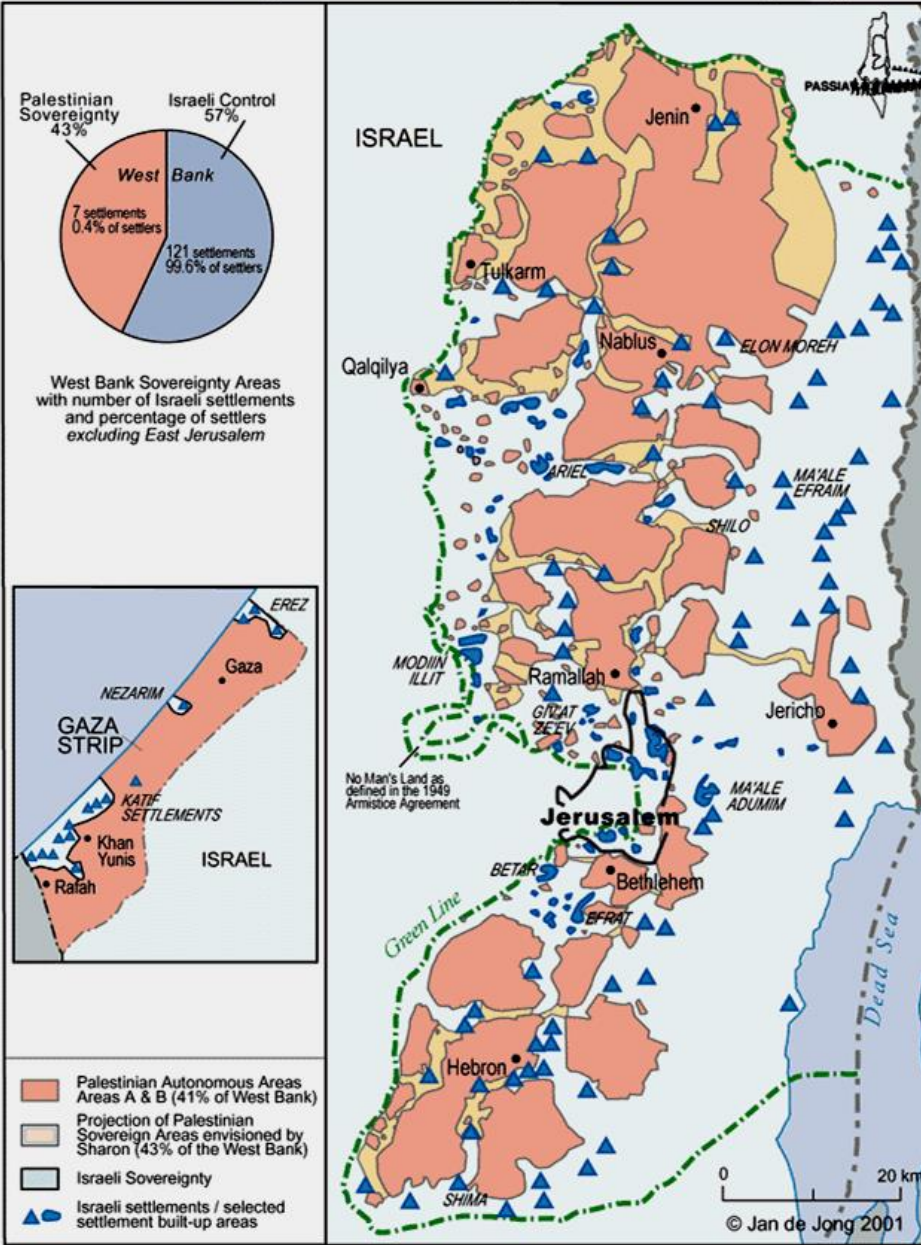 Palestinian
Sovereignty
43%
Israeli Control
57%
West Bank
7 settlements
0.4% of settlers
121 settlements
99.6% of settlers
West Bank Sovereignty Areas
with number of Israeli settlements
and percentage of settlers
excluding East Jerusalem
EREZ
Gaza
NEZARIM
GAZA
STRIP
KATIF
SETTLEMENTS
Khan
Yunis
ISRAEL
Rafah
Palestinian Autonomous Areas
Areas A & B (41% of West Bank)
Projection of Palestinian
Sovereign Areas envisioned by
Sharon (43% of the West Bank)
Israeli Sovereignty
Israeli settlements / selected
settlement built-up areas
PASSIA
ISRAEL
Jenin
Tulkarm
Nablus
ELON MOREH
Qalqilya
ARIEL
MA'ALE
EFRAIM
SHILO
MODIIN
ILLIT
Ramallah
GIV'AT
ZE'EV
Jericho
No Man's Land as
defined in the 1949
Armistice Agreement
MA'ALE
ADUMIM
Jerusalem
BETAR
Bethlehem
EFRAT
Green Line
Dead Sea
Hebron
SHIMA
0 20 km
© Jan de Jong 2001